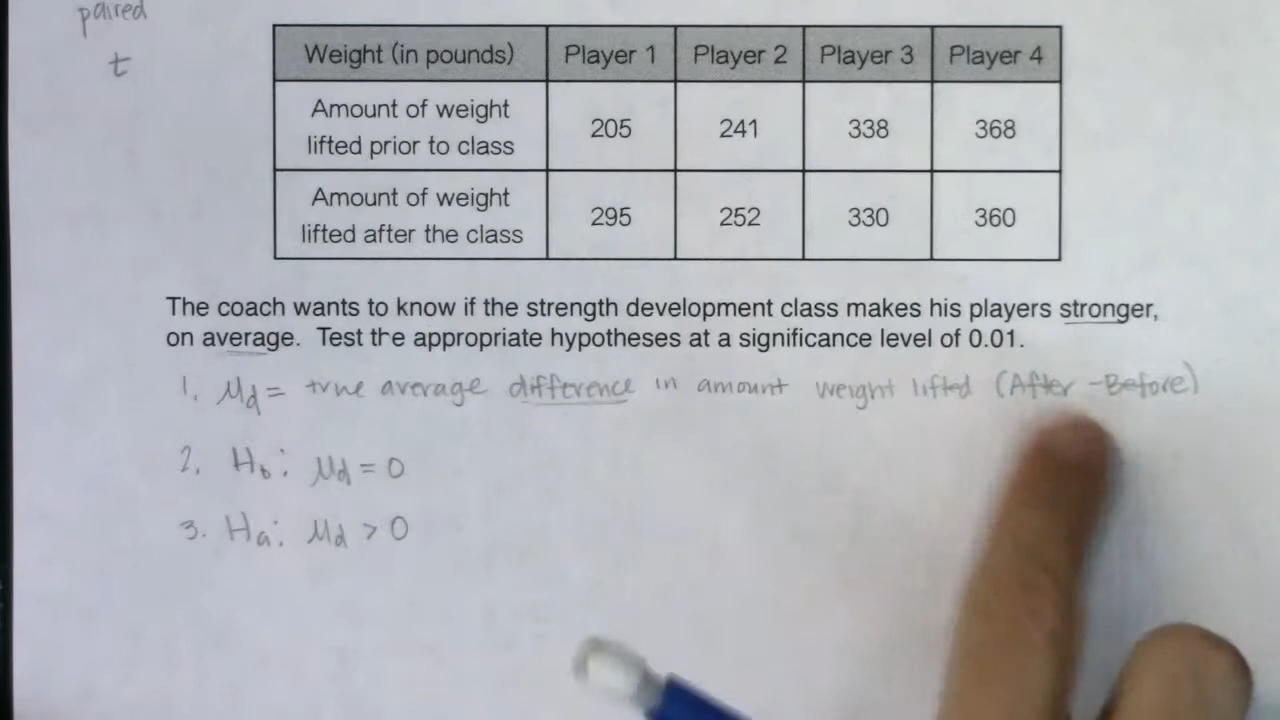 paired
t
Weight (in pounds) Player 1 Player 2 Player 3 Player 4
Amount of weight
lifted prior to class 205 241 338 368
Amount of weight
lifted after the class 295 252 330 360
The coach wants to know if the strength development class makes his players stronger,
on average. Test the appropriate hypotheses at a significance level of 0.01.
1. μd = true average difference in amount weight lifted (After - Before)
2. Ho: μd = 0
3. Ha: μd > 0